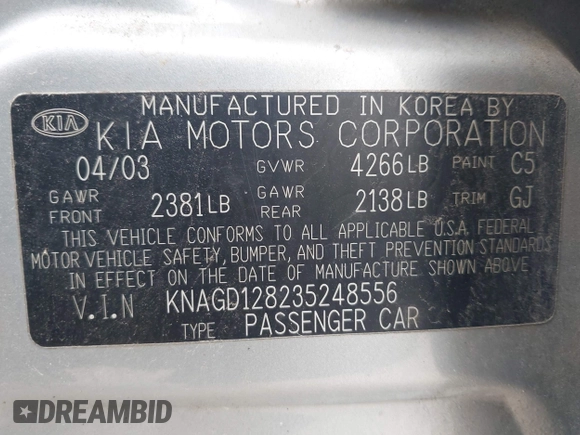 MANUFACTURED IN KOREA BY
KIA KIA MOTORS CORPORATION
04/03 GVWR 4266LB PAINT C5
GAWR FRONT 2381LB GAWR REAR 2138LB TRIM GJ
THIS VEHICLE CONFORMS TO ALL APPLICABLE U.S.A. FEDERAL
MOTOR VEHICLE SAFETY, BUMPER, AND THEFT PREVENTION STANDARDS
IN EFFECT ON THE DATE OF MANUFACTURE SHOWN ABOVE.
V.I.N KNAGD128235248556
TYPE PASSENGER CAR
DREAMBID